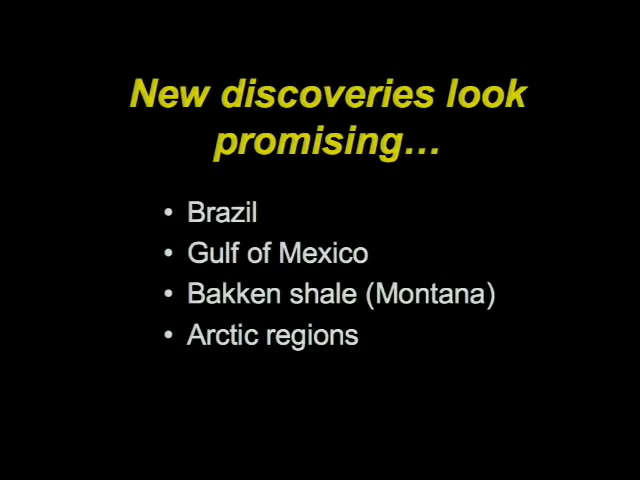 New discoveries look
promising…
• Brazil
• Gulf of Mexico
• Bakken shale (Montana)
• Arctic regions